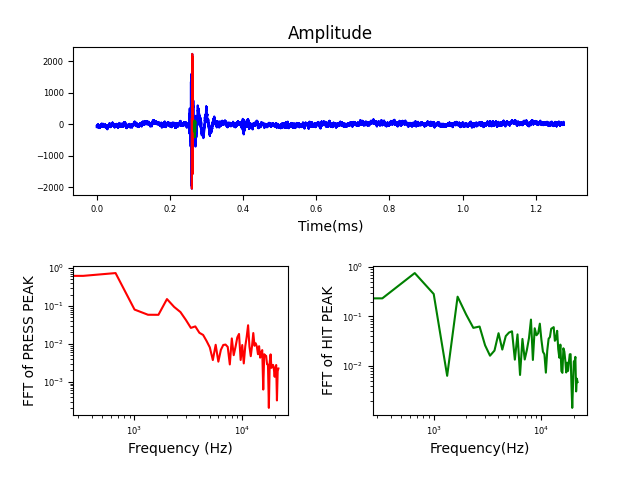 Amplitude
2000
1000
0
−1000
−2000
0.0 0.2 0.4 0.6 0.8 1.0 1.2
Time(ms)
FFT of PRESS PEAK
10⁰
10⁻¹
10⁻²
10⁻³
10³ 10⁴
Frequency (Hz)
FFT of HIT PEAK
10⁰
10⁻¹
10⁻²
10³ 10⁴
Frequency(Hz)